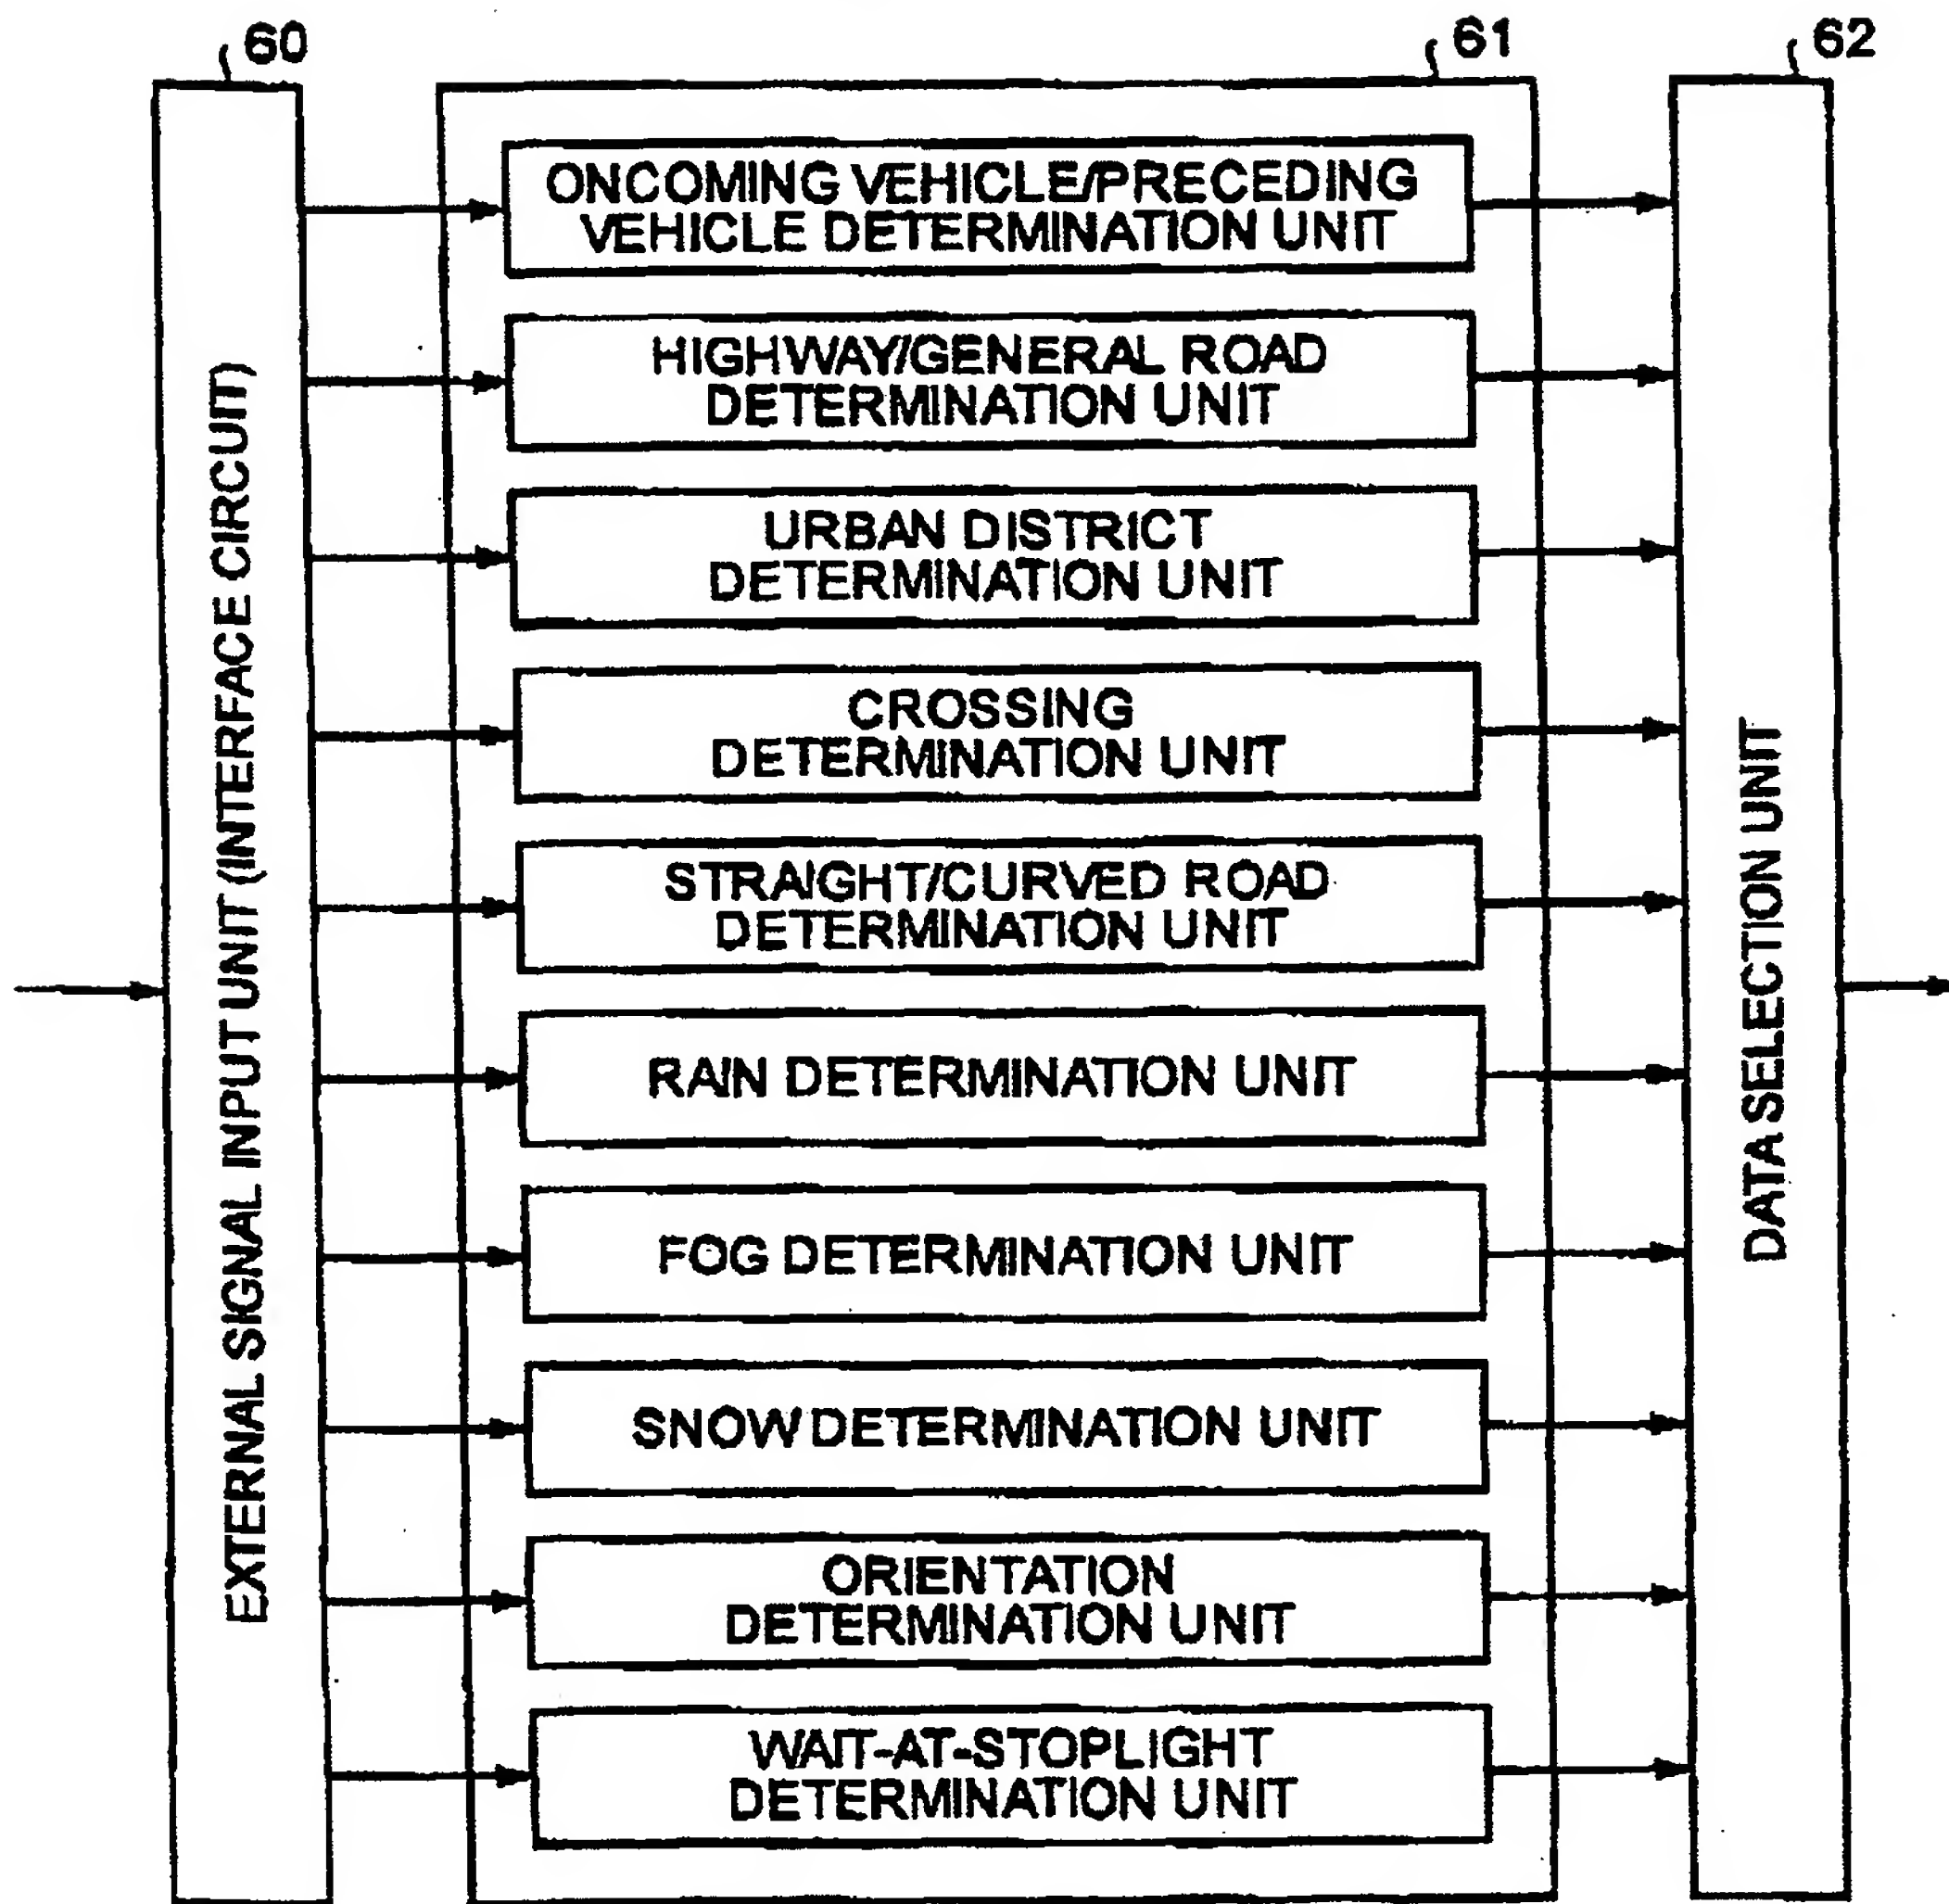 60
61
62
EXTERNAL SIGNAL INPUT UNIT (INTERFACE CIRCUIT)
ONCOMING VEHICLE/PRECEDING
VEHICLE DETERMINATION UNIT
HIGHWAY/GENERAL ROAD
DETERMINATION UNIT
URBAN DISTRICT
DETERMINATION UNIT
CROSSING
DETERMINATION UNIT
STRAIGHT/CURVED ROAD
DETERMINATION UNIT
RAIN DETERMINATION UNIT
FOG DETERMINATION UNIT
SNOW DETERMINATION UNIT
ORIENTATION
DETERMINATION UNIT
WAIT-AT-STOPLIGHT
DETERMINATION UNIT
DATA SELECTION UNIT